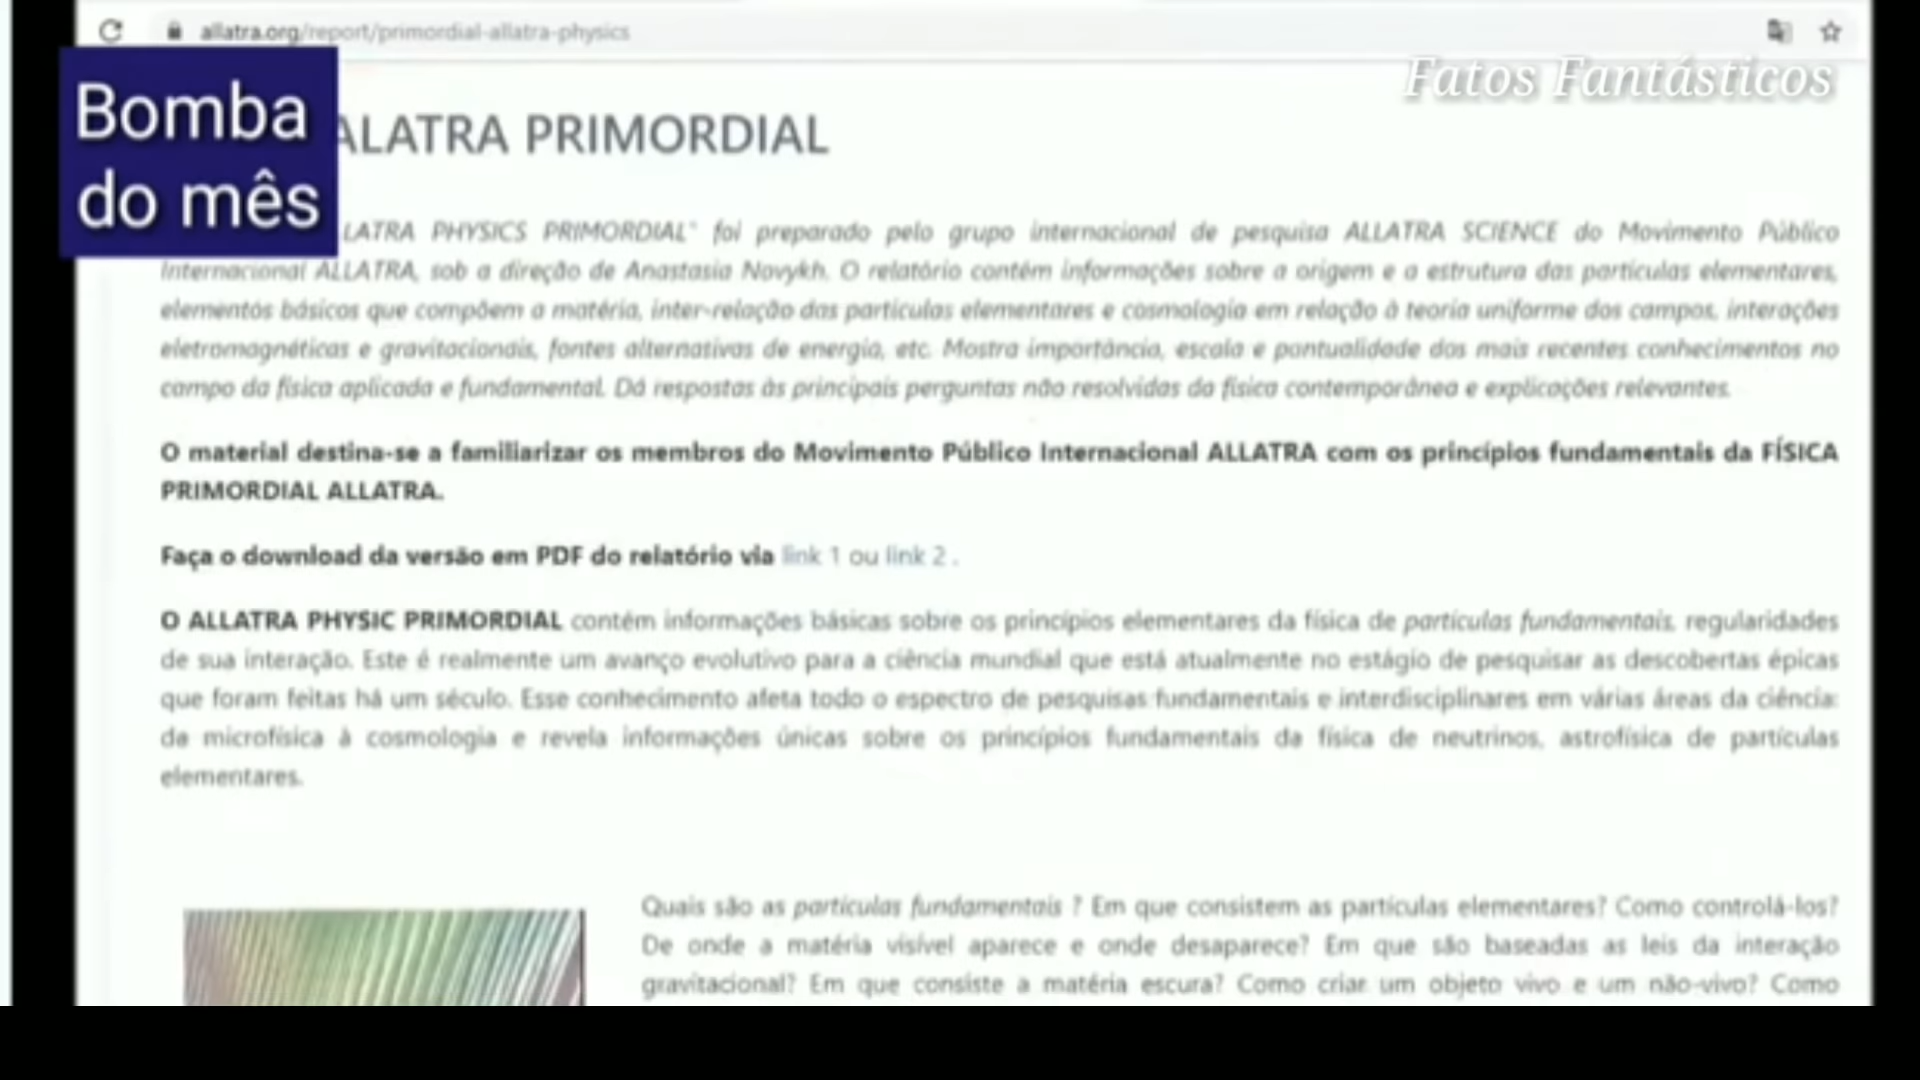 allatra.org/report/primordial-allatra-physics
Fatos Fantásticos
Bomba
do mês
ALATRA PRIMORDIAL
LATRA PHYSICS PRIMORDIAL" foi preparado pelo grupo internacional de pesquisa ALLATRA SCIENCE do Movimento Público
Internacional ALLATRA, sob a direção de Anastasia Novykh. O relatório contém informações sobre a origem e a estrutura das partículas elementares,
elementos básicos que compõem a matéria, inter-relação das partículas elementares e cosmologia em relação à teoria uniforme dos campos, interações
eletromagnéticas e gravitacionais, fontes alternativas de energia, etc. Mostra importância, escala e pontualidade dos mais recentes conhecimentos no
campo da física aplicada e fundamental. Dá respostas às principais perguntas não resolvidas da física contemporânea e explicações relevantes.
O material destina-se a familiarizar os membros do Movimento Público Internacional ALLATRA com os princípios fundamentais da FÍSICA
PRIMORDIAL ALLATRA.
Faça o download da versão em PDF do relatório via link 1 ou link 2 .
O ALLATRA PHYSIC PRIMORDIAL contém informações básicas sobre os princípios elementares da física de partículas fundamentais, regularidades
de sua interação. Este é realmente um avanço evolutivo para a ciência mundial que está atualmente no estágio de pesquisar as descobertas épicas
que foram feitas há um século. Esse conhecimento afeta todo o espectro de pesquisas fundamentais e interdisciplinares em várias áreas da ciência:
da microfísica à cosmologia e revela informações únicas sobre os princípios fundamentais da física de neutrinos, astrofísica de partículas
elementares.
Quais são as partículas fundamentais ? Em que consistem as partículas elementares? Como controlá-los?
De onde a matéria visível aparece e onde desaparece? Em que são baseadas as leis da interação
gravitacional? Em que consiste a matéria escura? Como criar um objeto vivo e um não-vivo? Como